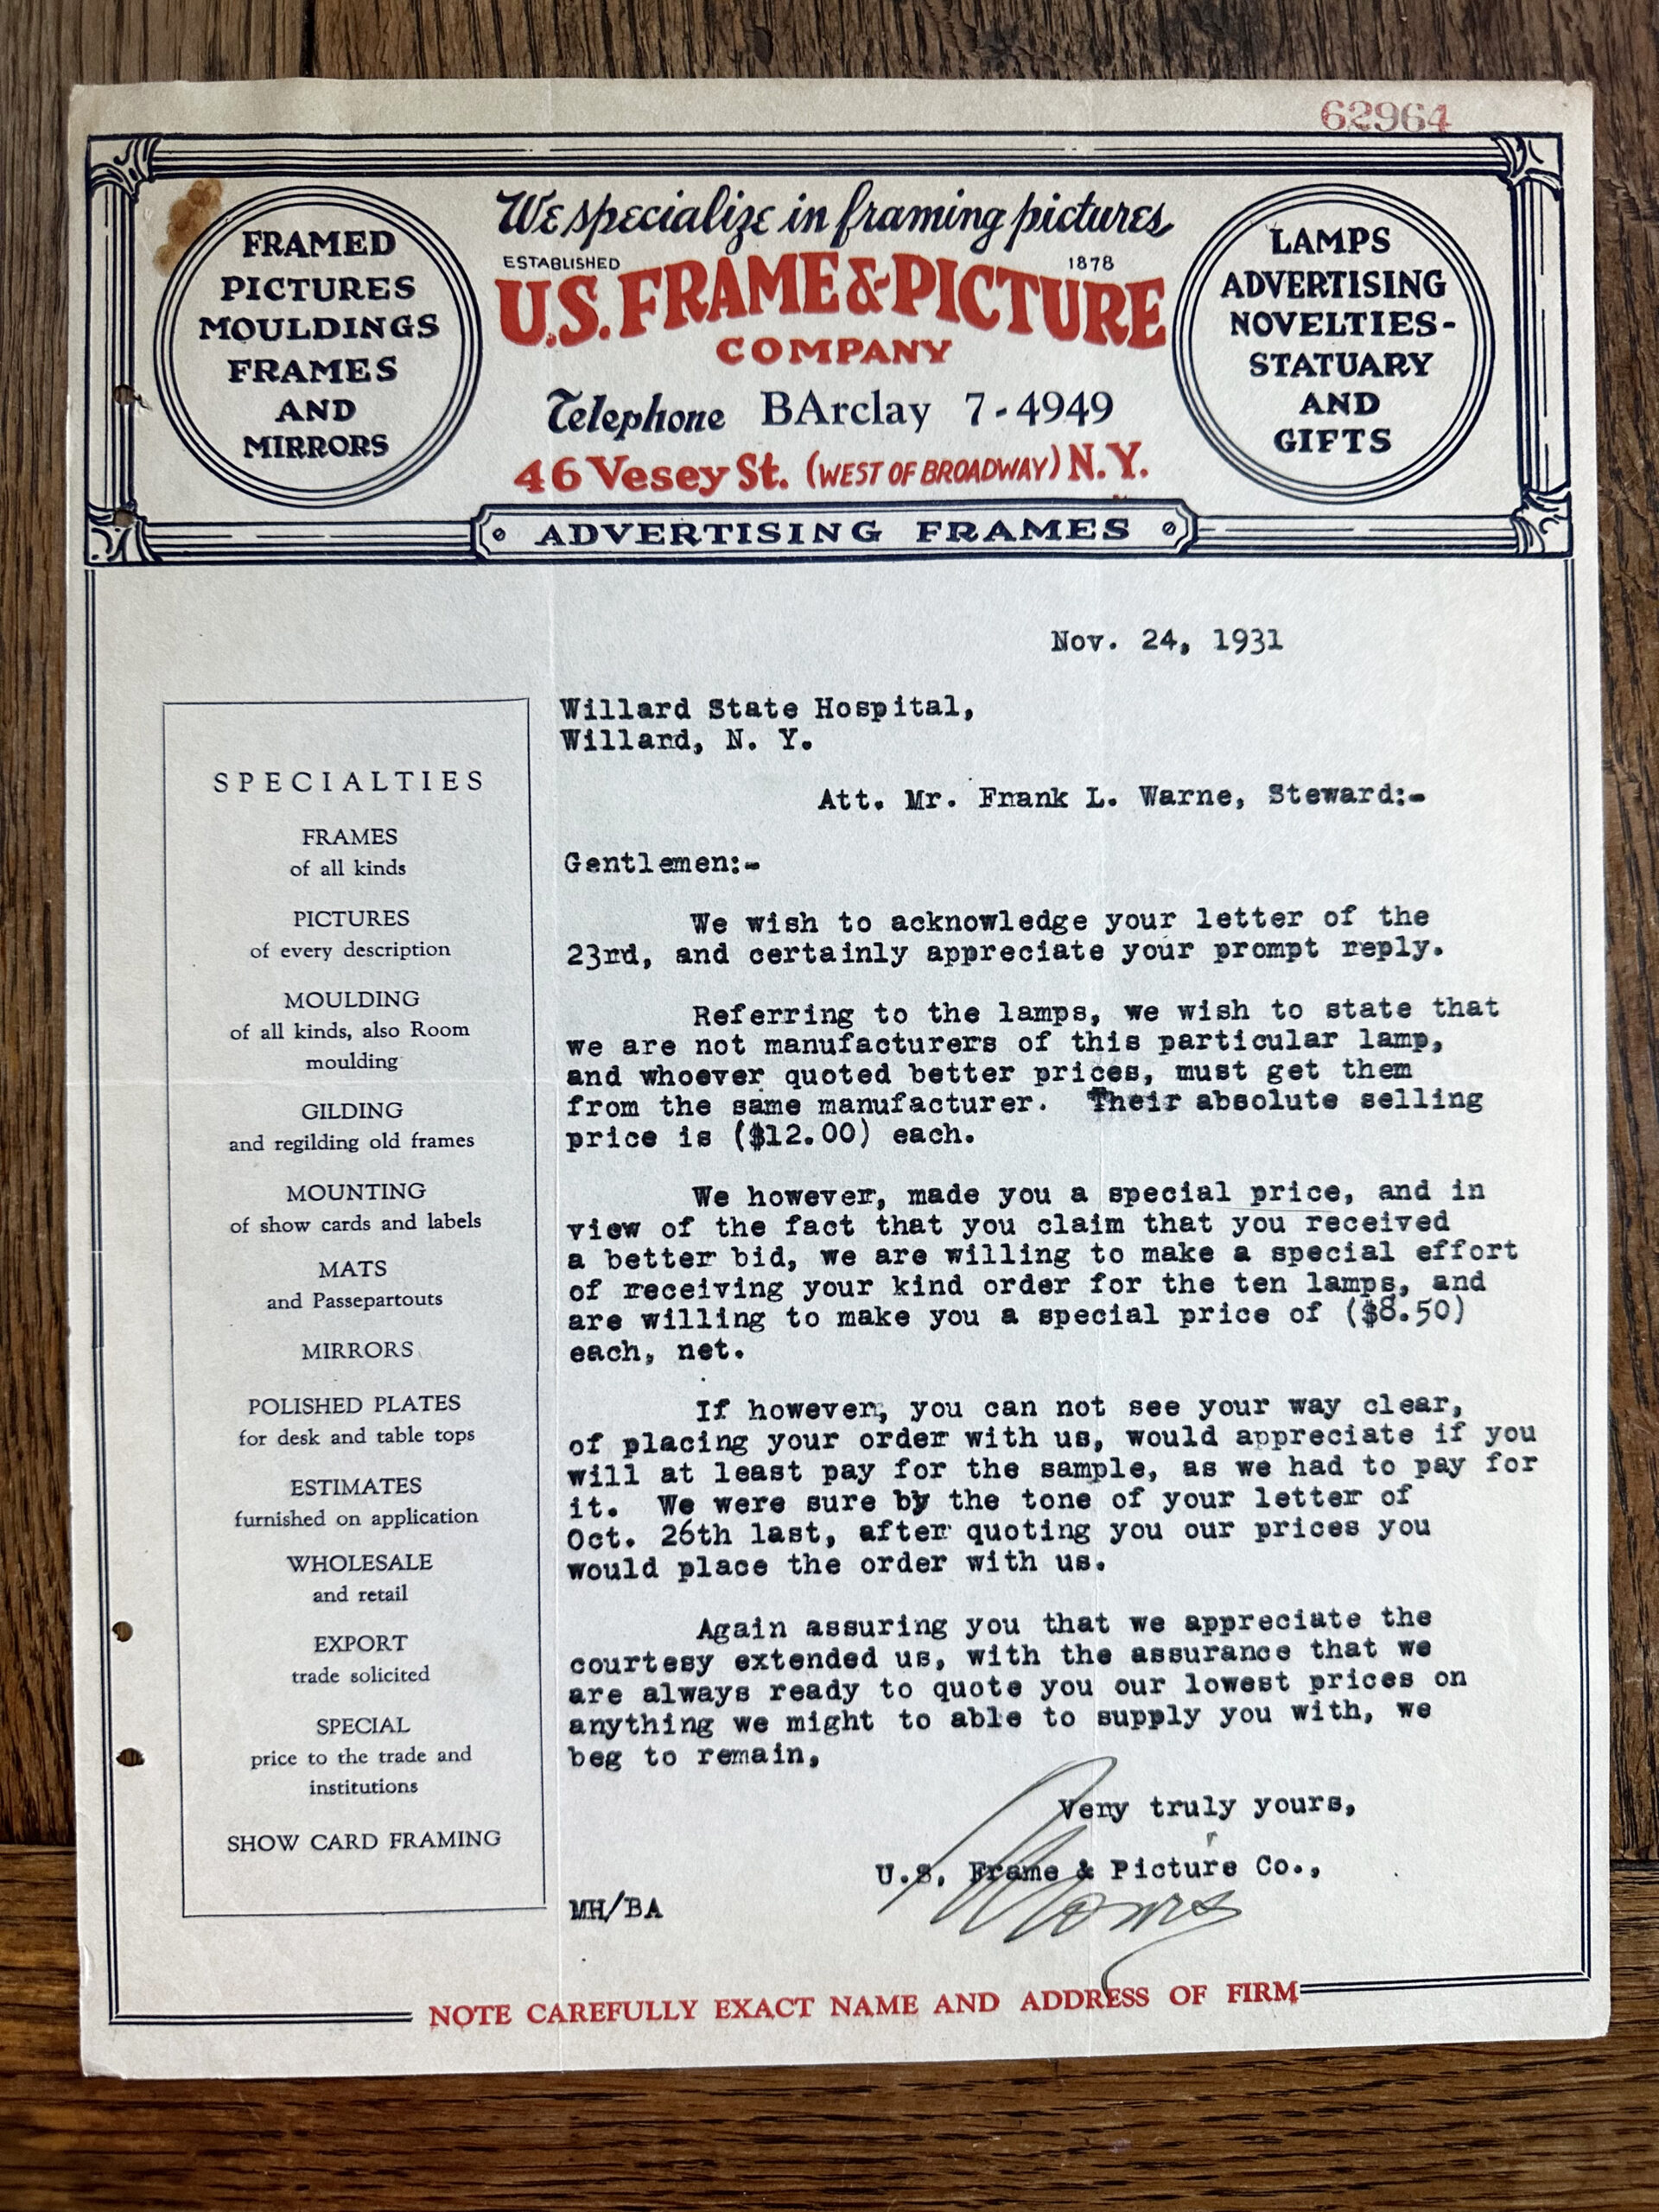 62964
FRAMED
PICTURES
MOULDINGS
FRAMES
AND
MIRRORS
We specialize in framing pictures
ESTABLISHED 1878
U.S. FRAME & PICTURE
COMPANY
Telephone BArclay 7-4949
46 Vesey St. (WEST OF BROADWAY) N.Y.
LAMPS
ADVERTISING
NOVELTIES-
STATUARY
AND
GIFTS
ADVERTISING FRAMES
Nov. 24, 1931
Willard State Hospital,
Willard, N. Y.
Att. Mr. Frank L. Warne, Steward:-
Gentlemen:-
We wish to acknowledge your letter of the
23rd, and certainly appreciate your prompt reply.
Referring to the lamps, we wish to state that
we are not manufacturers of this particular lamp,
and whoever quoted better prices, must get them
from the same manufacturer. Their absolute selling
price is ($12.00) each.
We however, made you a special price, and in
view of the fact that you claim that you received
a better bid, we are willing to make a special effort
of receiving your kind order for the ten lamps, and
are willing to make you a special price of ($8.50)
each, net.
If however, you can not see your way clear,
of placing your order with us, would appreciate if you
will at least pay for the sample, as we had to pay for
it. We were sure by the tone of your letter of
Oct. 26th last, after quoting you our prices you
would place the order with us.
Again assuring you that we appreciate the
courtesy extended us, with the assurance that we
are always ready to quote you our lowest prices on
anything we might to able to supply you with, we
beg to remain,
Very truly yours,
U.S. Frame & Picture Co.,
MH/BA
SPECIALTIES
FRAMES
of all kinds
PICTURES
of every description
MOULDING
of all kinds, also Room
moulding
GILDING
and regilding old frames
MOUNTING
of show cards and labels
MATS
and Passepartouts
MIRRORS
POLISHED PLATES
for desk and table tops
ESTIMATES
furnished on application
WHOLESALE
and retail
EXPORT
trade solicited
SPECIAL
price to the trade and
institutions
SHOW CARD FRAMING
NOTE CAREFULLY EXACT NAME AND ADDRESS OF FIRM